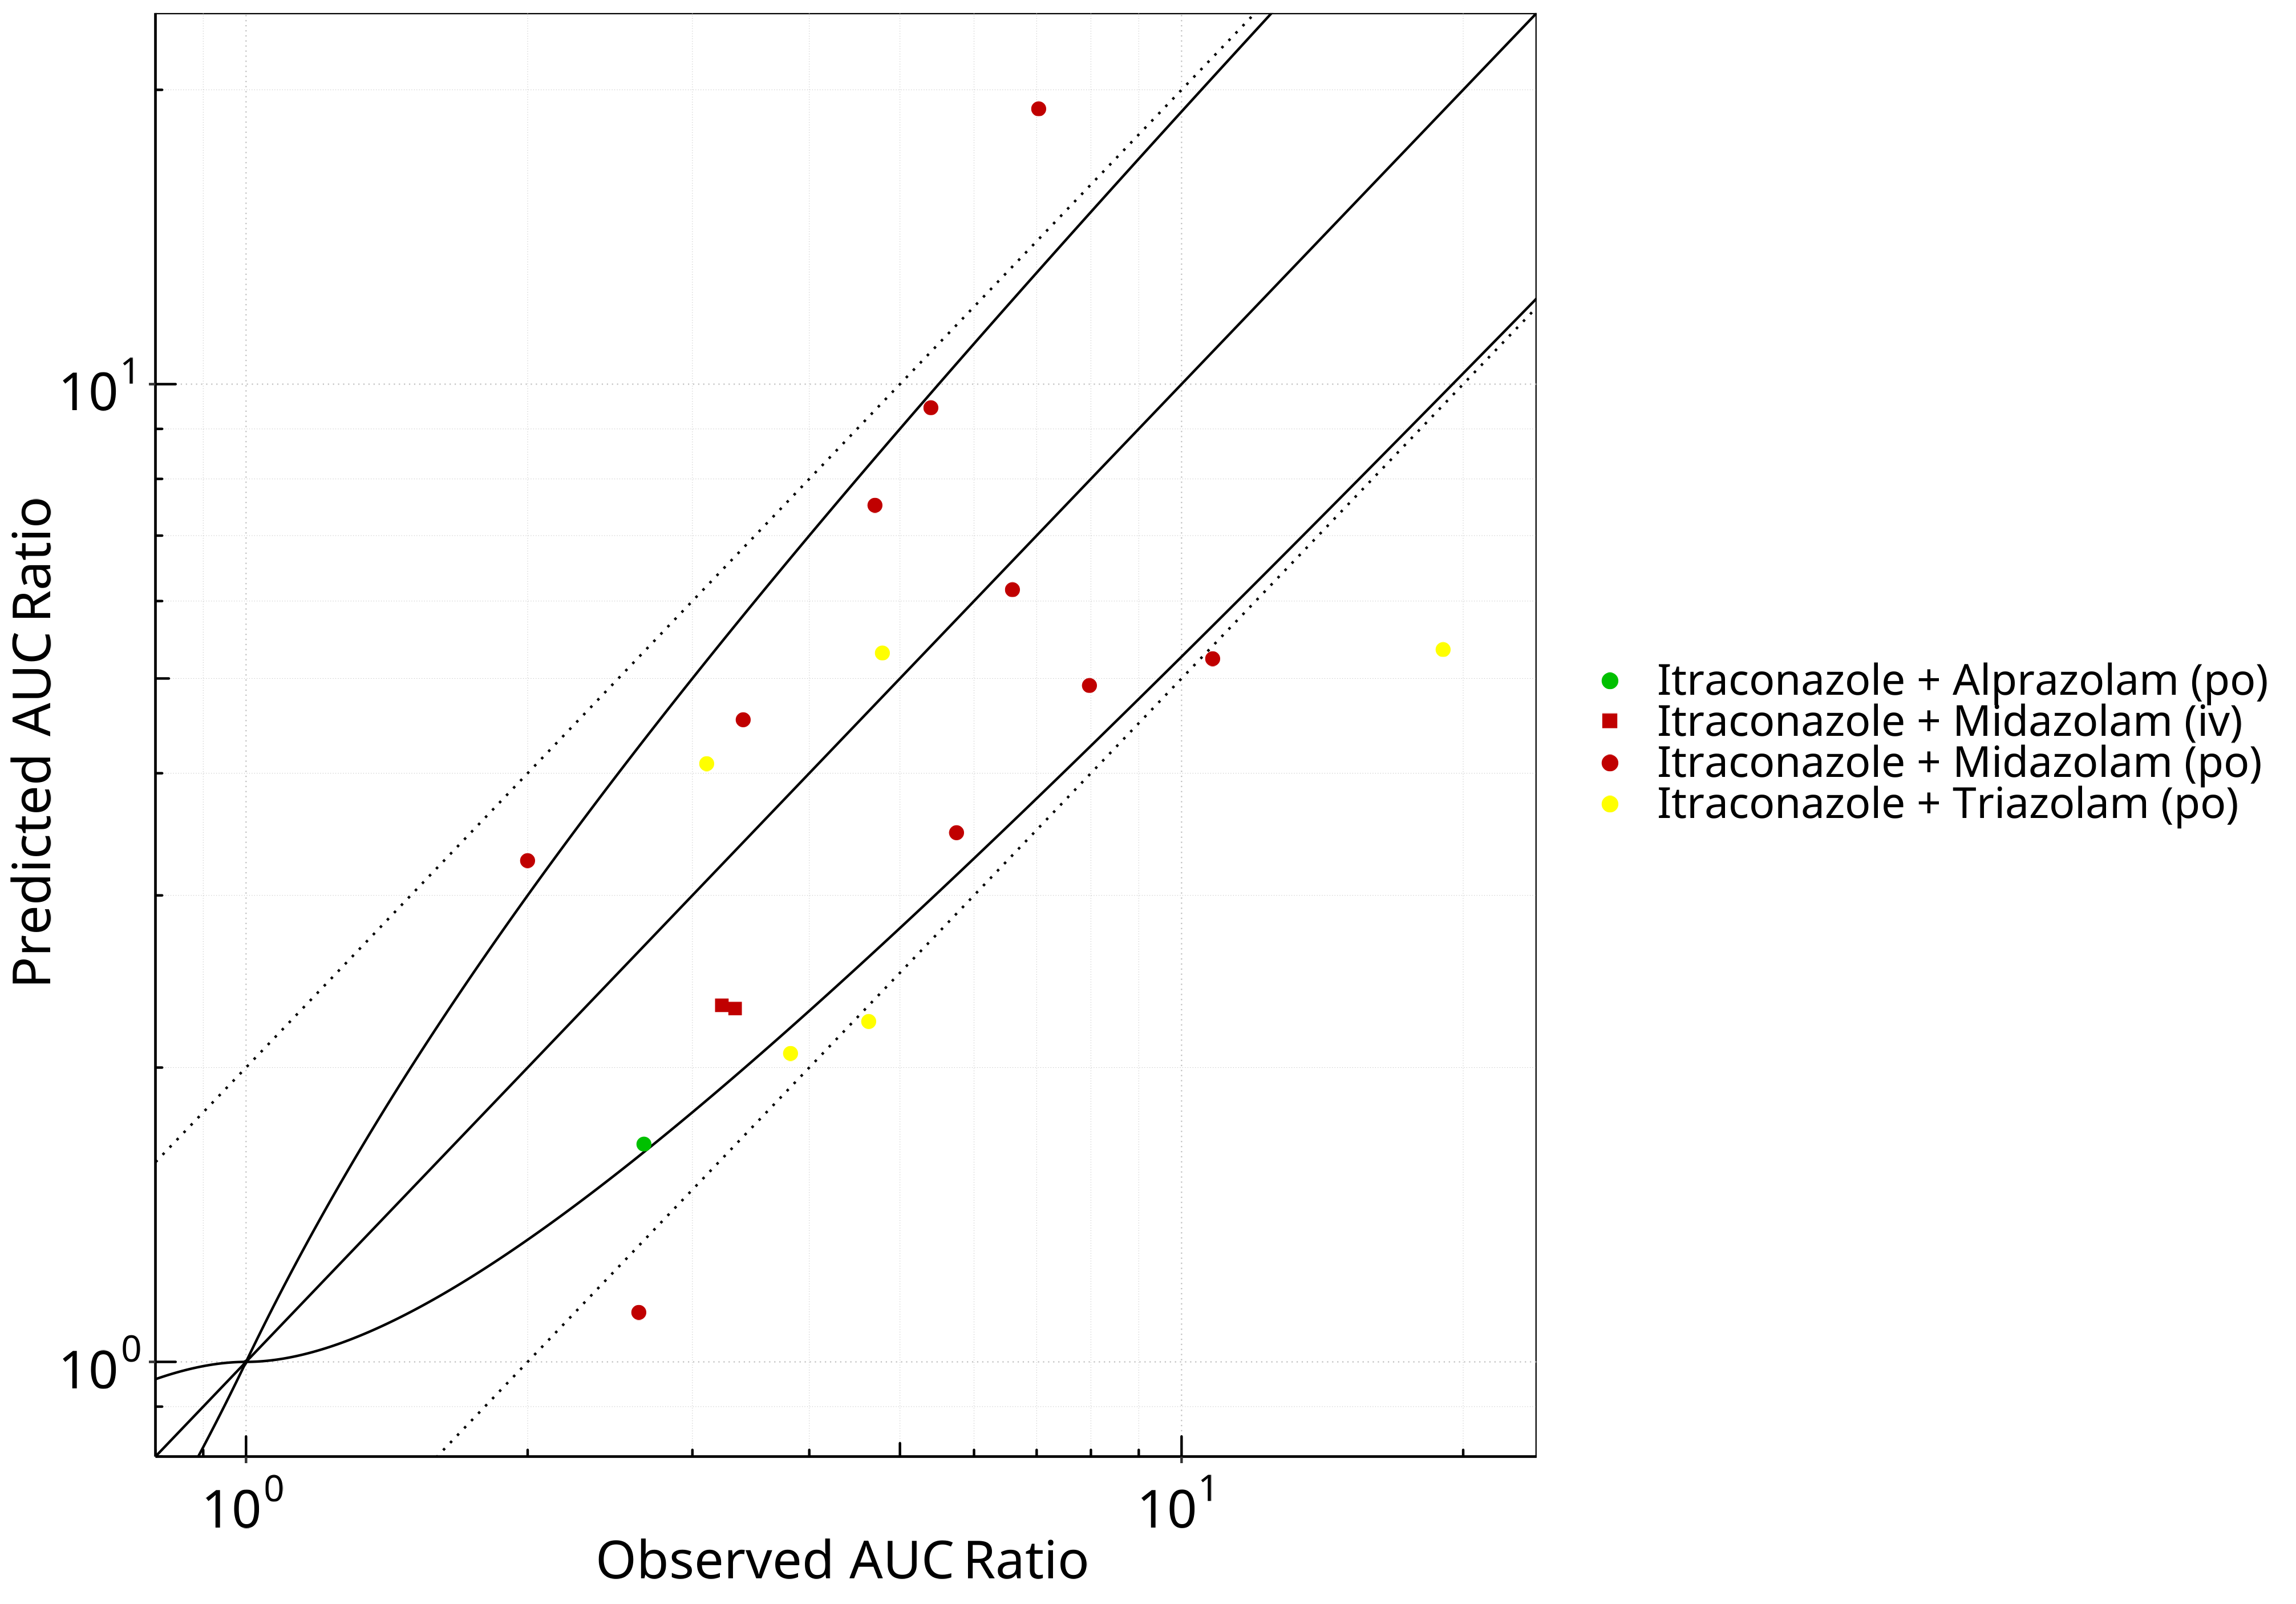 Predicted AUC Ratio
10^1
10^0
10^0
10^1
Observed AUC Ratio
Itraconazole + Alprazolam (po)
Itraconazole + Midazolam (iv)
Itraconazole + Midazolam (po)
Itraconazole + Triazolam (po)